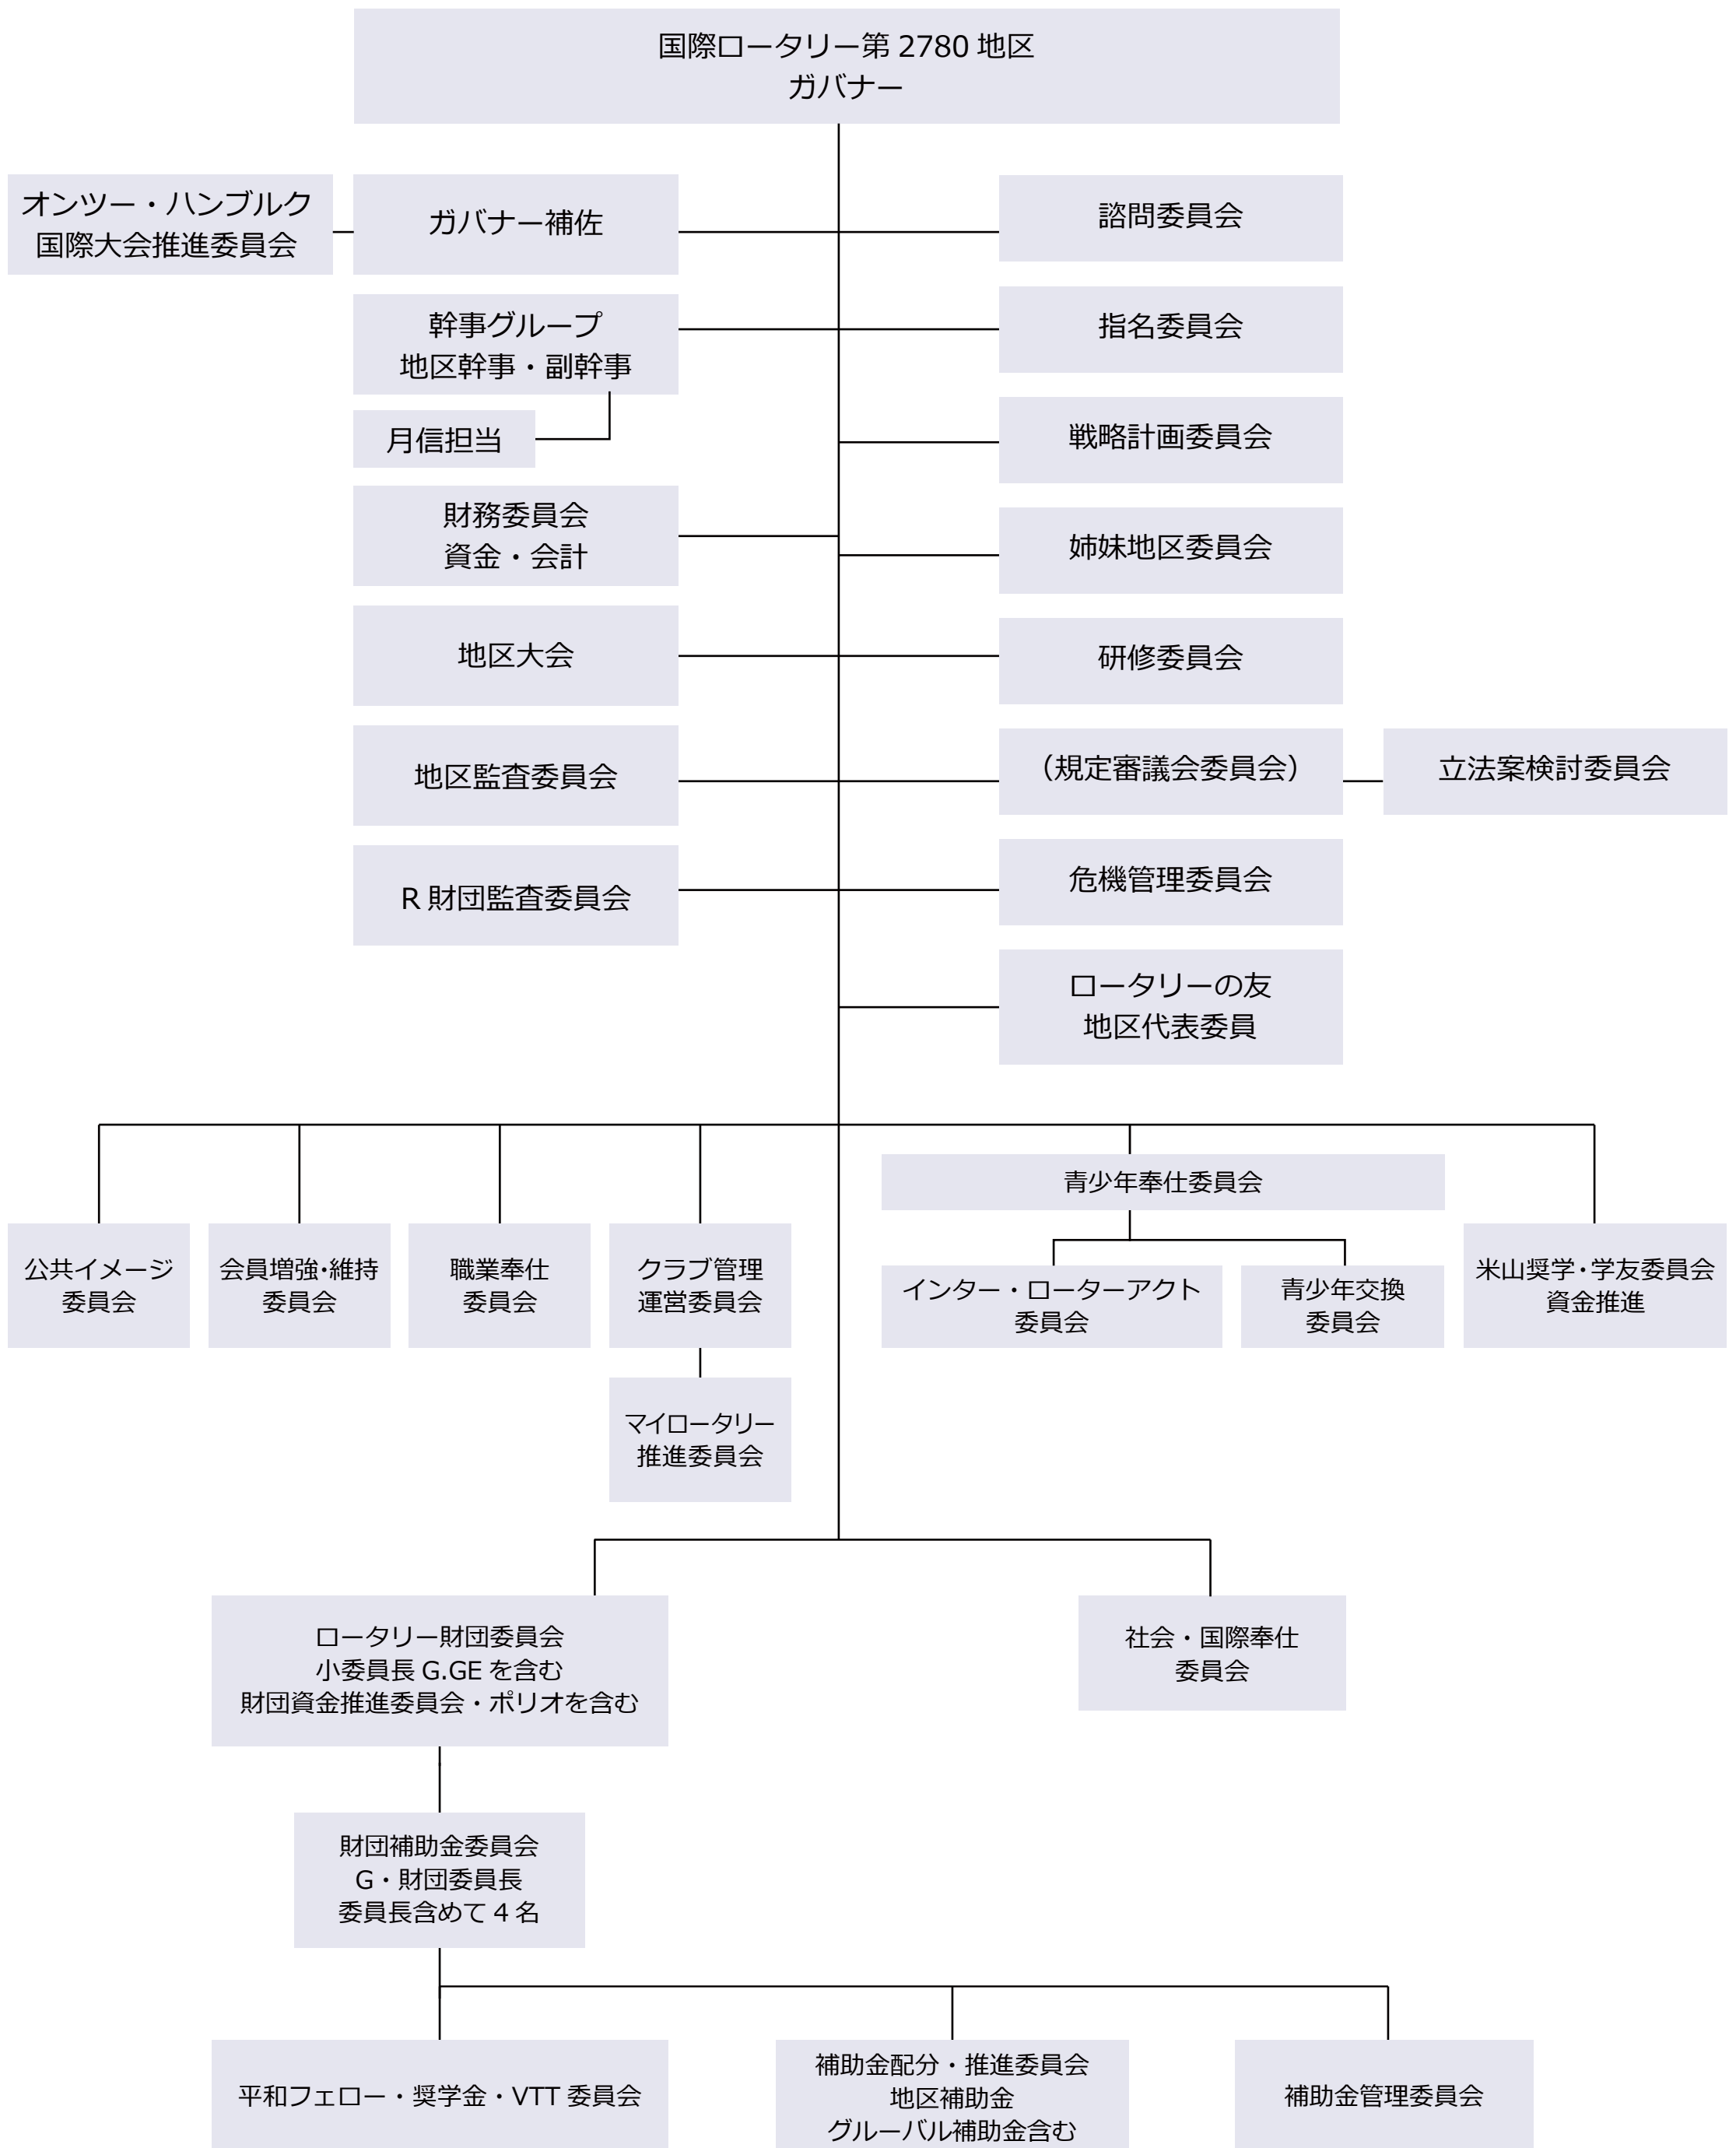 国際ロータリー第 2780 地区
ガバナー
オンツー・ハンブルク
国際大会推進委員会
ガバナー補佐
諮問委員会
幹事グループ
地区幹事・副幹事
指名委員会
月信担当
戦略計画委員会
財務委員会
資金・会計
姉妹地区委員会
地区大会
研修委員会
地区監査委員会
（規定審議会委員会）
立法案検討委員会
R 財団監査委員会
危機管理委員会
ロータリーの友
地区代表委員
青少年奉仕委員会
公共イメージ
委員会
会員増強・維持
委員会
職業奉仕
委員会
クラブ管理
運営委員会
インター・ローターアクト
委員会
青少年交換
委員会
米山奨学・学友委員会
資金推進
マイロータリー
推進委員会
ロータリー財団委員会
小委員長 G.GE を含む
財団資金推進委員会・ポリオを含む
社会・国際奉仕
委員会
財団補助金委員会
G・財団委員長
委員長含めて 4 名
平和フェロー・奨学金・VTT 委員会
補助金配分・推進委員会
地区補助金
グルーバル補助金含む
補助金管理委員会